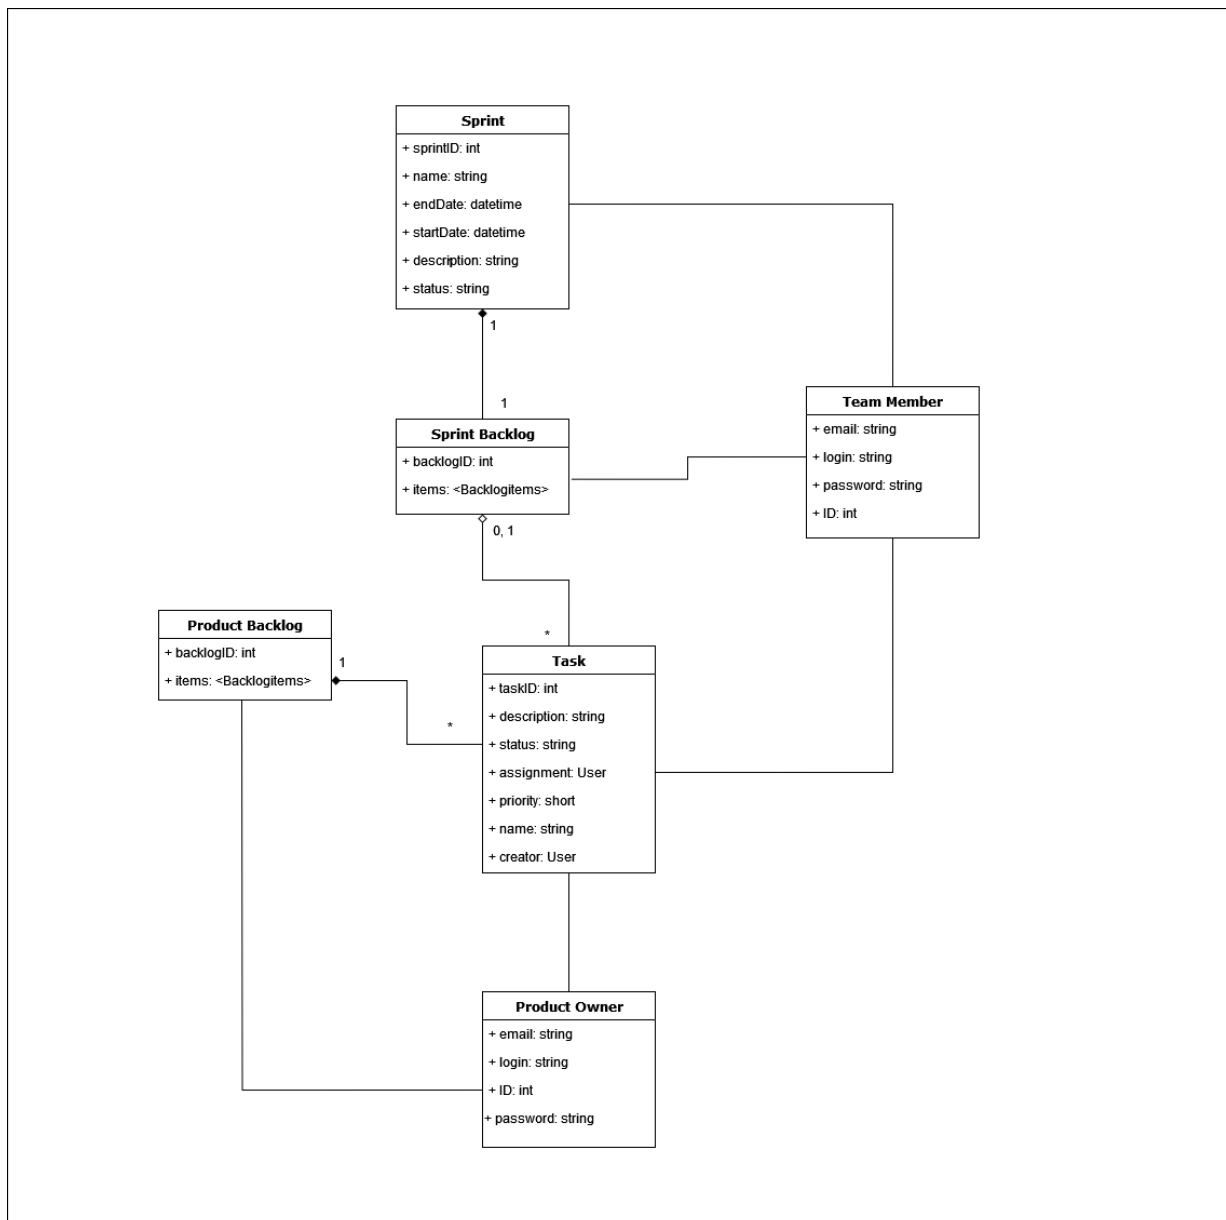 Sprint
+ sprintID: int
+ name: string
+ endDate: datetime
+ startDate: datetime
+ description: string
+ status: string
1
1
Sprint Backlog
+ backlogID: int
+ items: <Backlogitems>
0, 1
Team Member
+ email: string
+ login: string
+ password: string
+ ID: int
Product Backlog
+ backlogID: int
+ items: <Backlogitems>
1
*
*
Task
+ taskID: int
+ description: string
+ status: string
+ assignment: User
+ priority: short
+ name: string
+ creator: User
Product Owner
+ email: string
+ login: string
+ ID: int
+ password: string